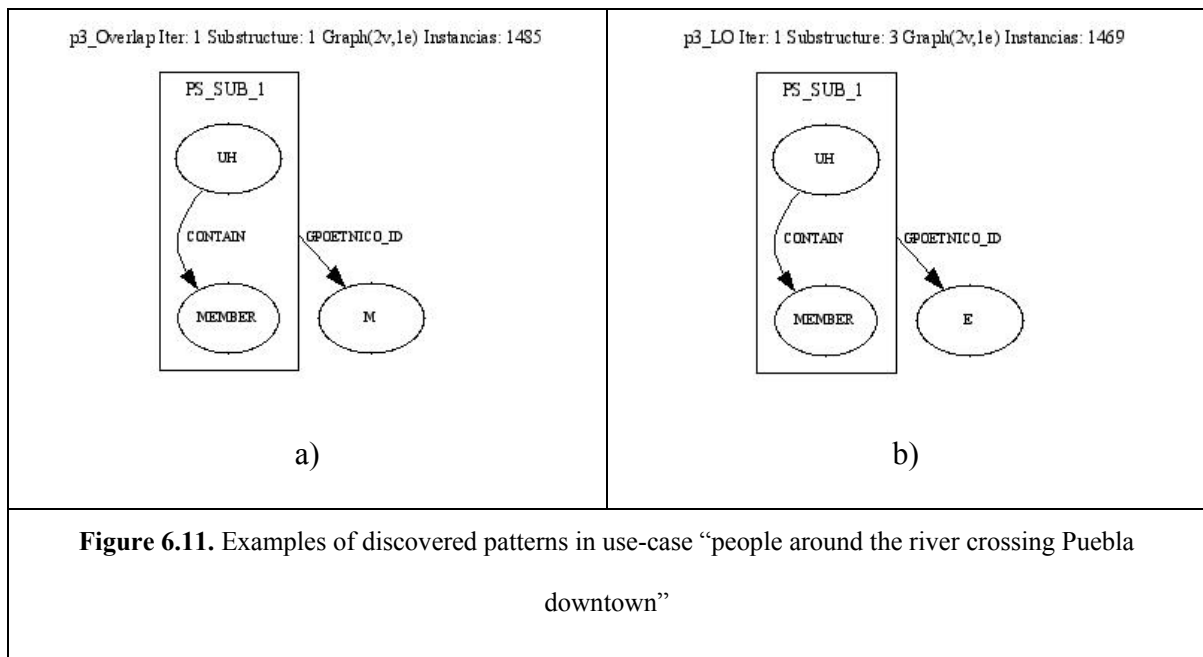 p3_Overlap Iter: 1 Substructure: 1 Graph(2v,1e) Instancias: 1485
PS_SUB_1
UH
CONTAIN
GPOETNICO_ID
MEMBER
M
a)
p3_LO Iter: 1 Substructure: 3 Graph(2v,1e) Instancias: 1469
PS_SUB_1
UH
CONTAIN
GPOETNICO_ID
MEMBER
E
b)
Figure 6.11. Examples of discovered patterns in use-case “people around the river crossing Puebla
downtown”